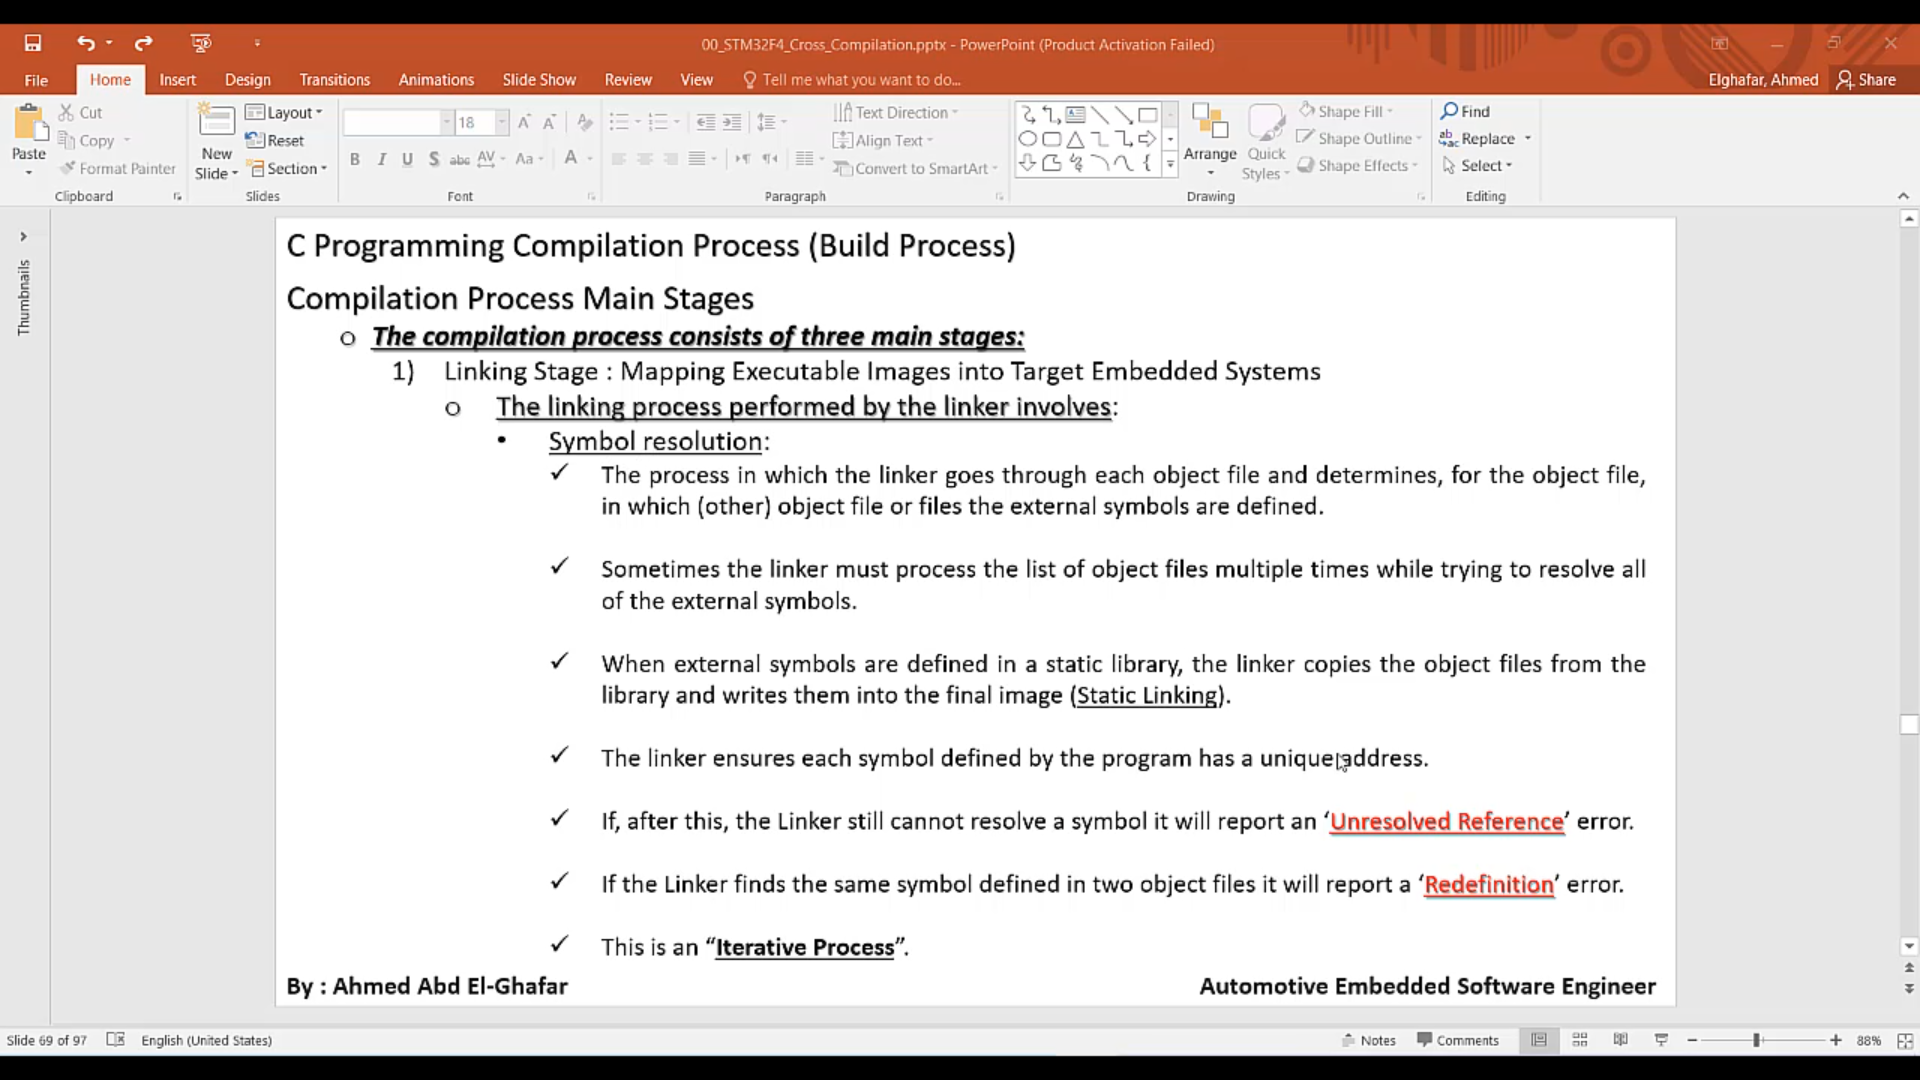 00_STM32F4_Cross_Compilation.pptx - PowerPoint (Product Activation Failed)
File Home Insert Design Transitions Animations Slide Show Review View Tell me what you want to do... Elghafar, Ahmed Share
Paste Cut Copy Format Painter
Clipboard
New Slide Layout Reset Section
Slides
18
B I U S abc AV Aa A
Font
Text Direction Align Text Convert to SmartArt
Paragraph
Arrange Quick Styles Shape Fill Shape Outline Shape Effects
Drawing
Find Replace Select
Editing
Thumbnails
C Programming Compilation Process (Build Process)
Compilation Process Main Stages
o The compilation process consists of three main stages:
1) Linking Stage : Mapping Executable Images into Target Embedded Systems
o The linking process performed by the linker involves:
• Symbol resolution:
✓ The process in which the linker goes through each object file and determines, for the object file,
in which (other) object file or files the external symbols are defined.
✓ Sometimes the linker must process the list of object files multiple times while trying to resolve all
of the external symbols.
✓ When external symbols are defined in a static library, the linker copies the object files from the
library and writes them into the final image (Static Linking).
✓ The linker ensures each symbol defined by the program has a unique address.
✓ If, after this, the Linker still cannot resolve a symbol it will report an ‘Unresolved Reference’ error.
✓ If the Linker finds the same symbol defined in two object files it will report a ‘Redefinition’ error.
✓ This is an “Iterative Process”.
By : Ahmed Abd El-Ghafar Automotive Embedded Software Engineer
Slide 69 of 97 English (United States) Notes Comments 88%